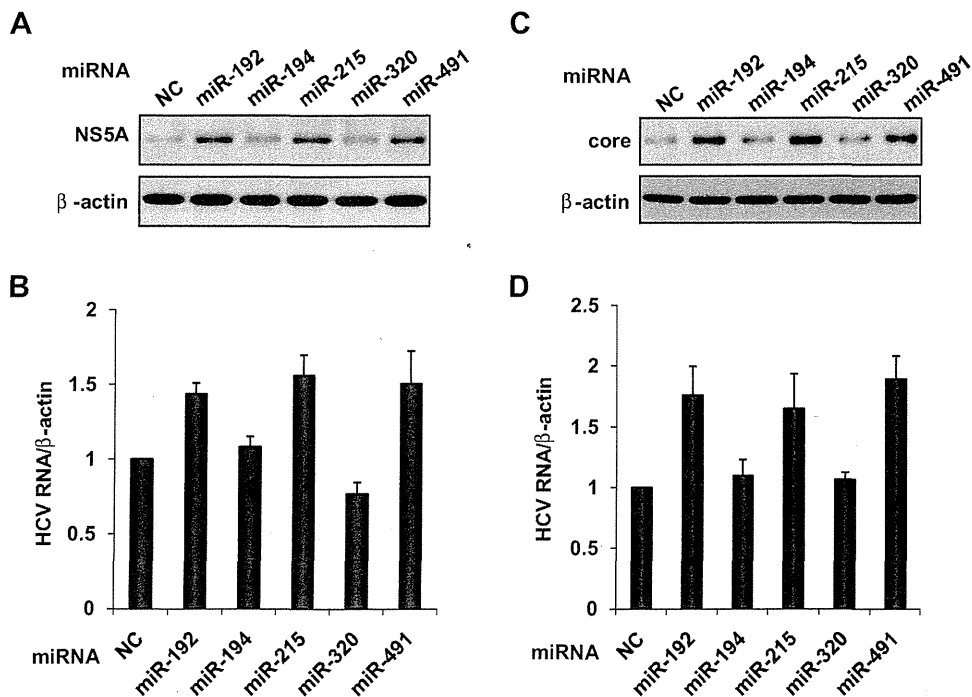 A
miRNA
NC miR-192 miR-194 miR-215 miR-320 miR-491
NS5A
β -actin
C
miRNA
NC miR-192 miR-194 miR-215 miR-320 miR-491
core
β-actin
B
HCV RNA/β-actin
2
1.5
1
0.5
0
miRNA
NC miR-192 miR-194 miR-215 miR-320 miR-491
D
HCV RNA/β-actin
2.5
2
1.5
1
0.5
0
miRNA
NC miR-192 miR-194 miR-215 miR-320 miR-491